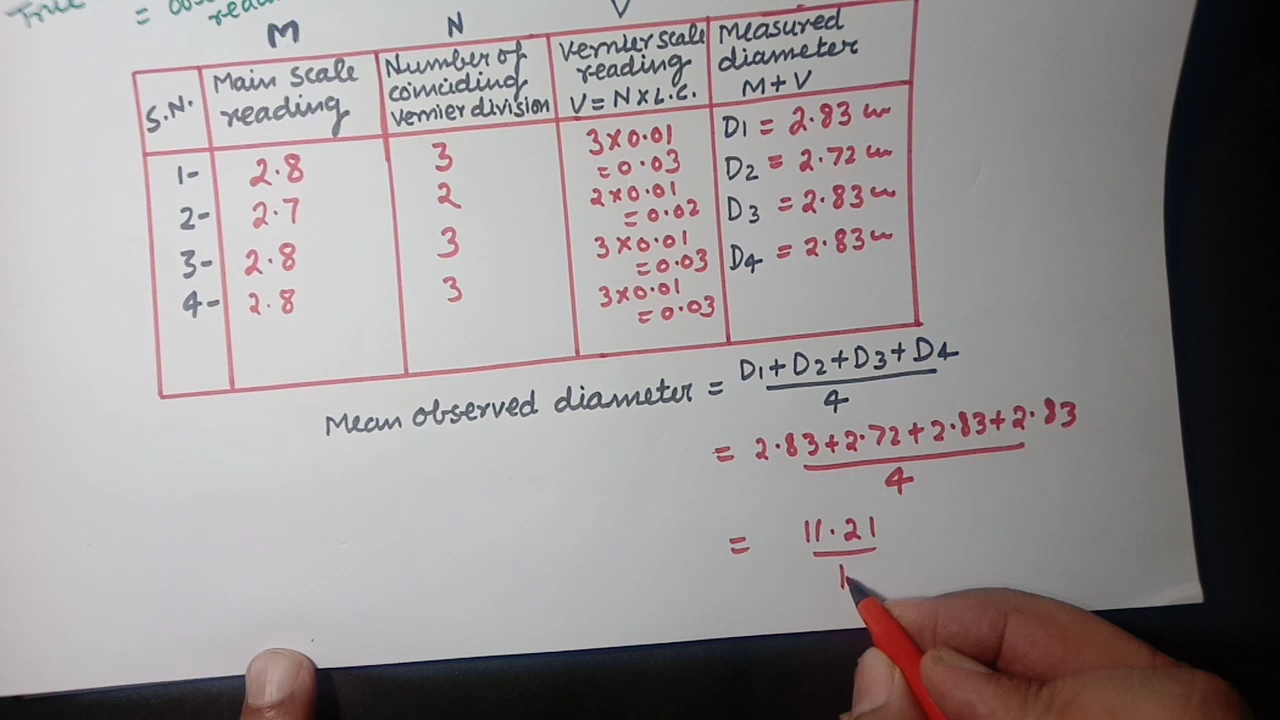 True = obse
read
M N V
S.N. Main scale reading Number of coinciding vernier division Vernier scale reading V = N × L.C. Measured diameter M + V
1- 2.8 3 3 × 0.01 = 0.03 D1 = 2.83 cm
2- 2.7 2 2 × 0.01 = 0.02 D2 = 2.72 cm
3- 2.8 3 3 × 0.01 = 0.03 D3 = 2.83 cm
4- 2.8 3 3 × 0.01 = 0.03 D4 = 2.83 cm
Mean observed diameter = D1 + D2 + D3 + D4
4
= 2.83 + 2.72 + 2.83 + 2.83
4
= 11.21